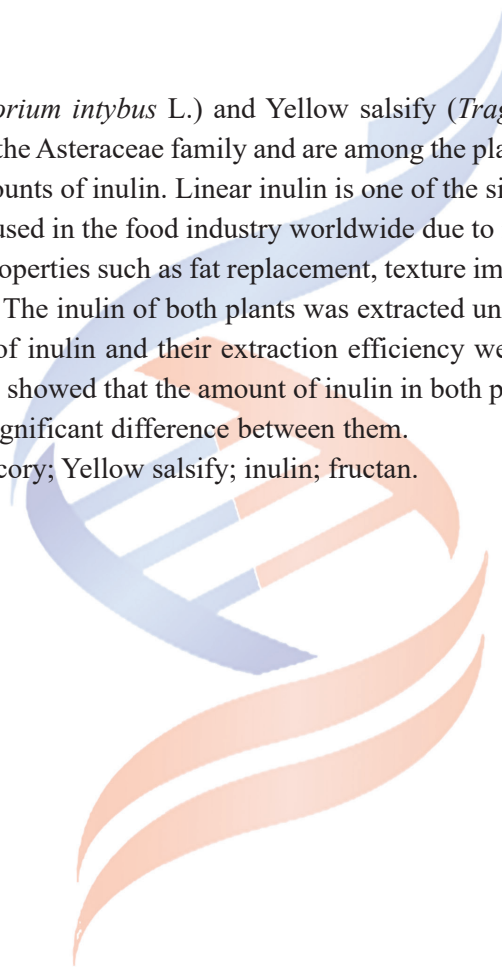 orium intybus L.) and Yellow salsify (Trag
the Asteraceae family and are among the pla
ounts of inulin. Linear inulin is one of the si
used in the food industry worldwide due to
operties such as fat replacement, texture im
The inulin of both plants was extracted un
of inulin and their extraction efficiency we
showed that the amount of inulin in both p
gnificant difference between them.
cory; Yellow salsify; inulin; fructan.